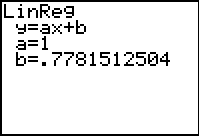 LinReg
y=ax+b
a=1
b=.7781512504